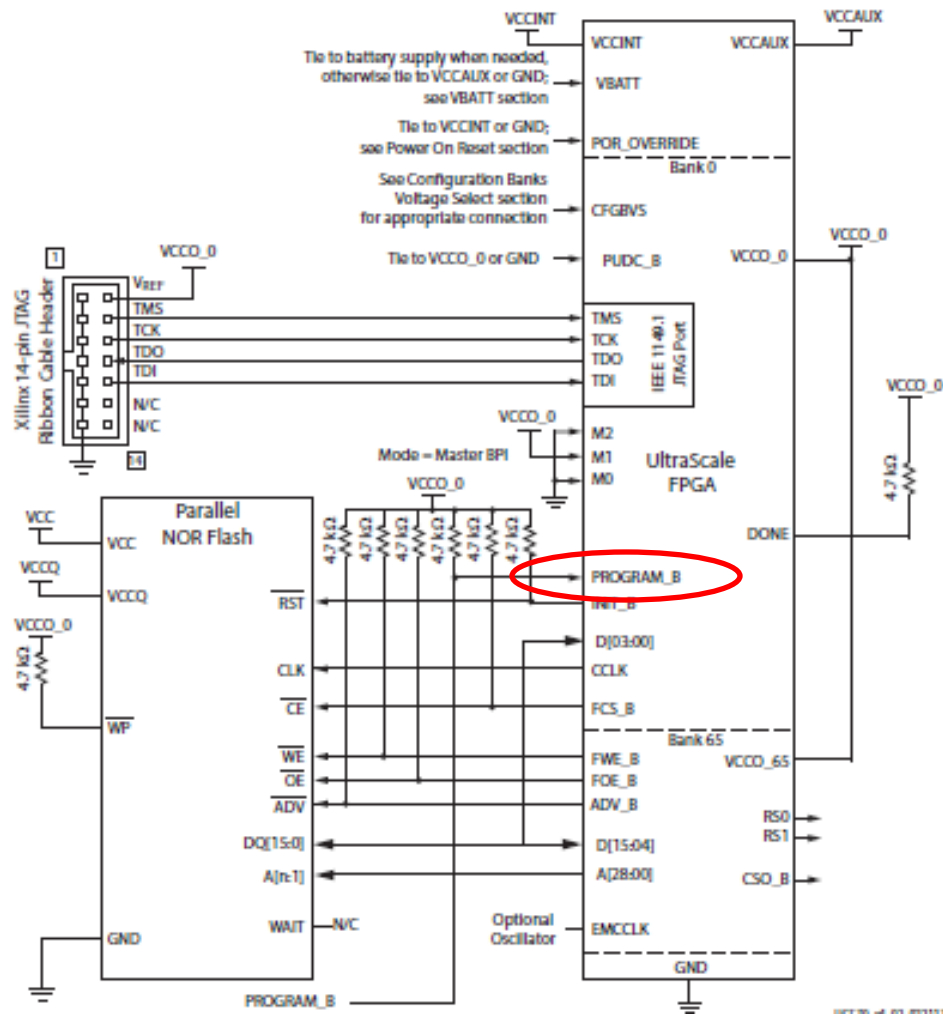 VCCINT
VCCAUX
VCCINT
VCCAUX
Tie to battery supply when needed,
otherwise tie to VCCAUX or GND;
see VBATT section
VBATT
Tie to VCCINT or GND;
see Power On Reset section
POR_OVERRIDE
Bank 0
See Configuration Banks
Voltage Select section
for appropriate connection
CFGBVS
VCCO_0
Tie to VCCO_0 or GND
PUDC_B
VCCO_0
1
VCCO_0
VREF
Xilinx 14-pin JTAG
Ribbon Cable Header
TMS
TCK
TDO
TDI
N/C
N/C
14
TMS
TCK
TDO
TDI
IEEE 1149.1
JTAG Port
VCCO_0
VCCO_0
M2
M1
M0
Mode = Master BPI
UltraScale
FPGA
4.7 kΩ
VCCO_0
Parallel
NOR Flash
VCC
VCC
4.7 kΩ
4.7 kΩ
4.7 kΩ
4.7 kΩ
4.7 kΩ
4.7 kΩ
DONE
VCCQ
VCCQ
PROGRAM_B
RST
INIT_B
VCCO_0
4.7 kΩ
D[03:00]
CLK
CCLK
CE
FCS_B
WP
Bank 65
WE
FWE_B
VCCO_65
OE
FOE_B
ADV
ADV_B
RS0
RS1
DQ[15:0]
D[15:04]
A[n:1]
A[28:00]
CSO_B
WAIT
N/C
Optional
Oscillator
EMCCLK
GND
GND
PROGRAM_B